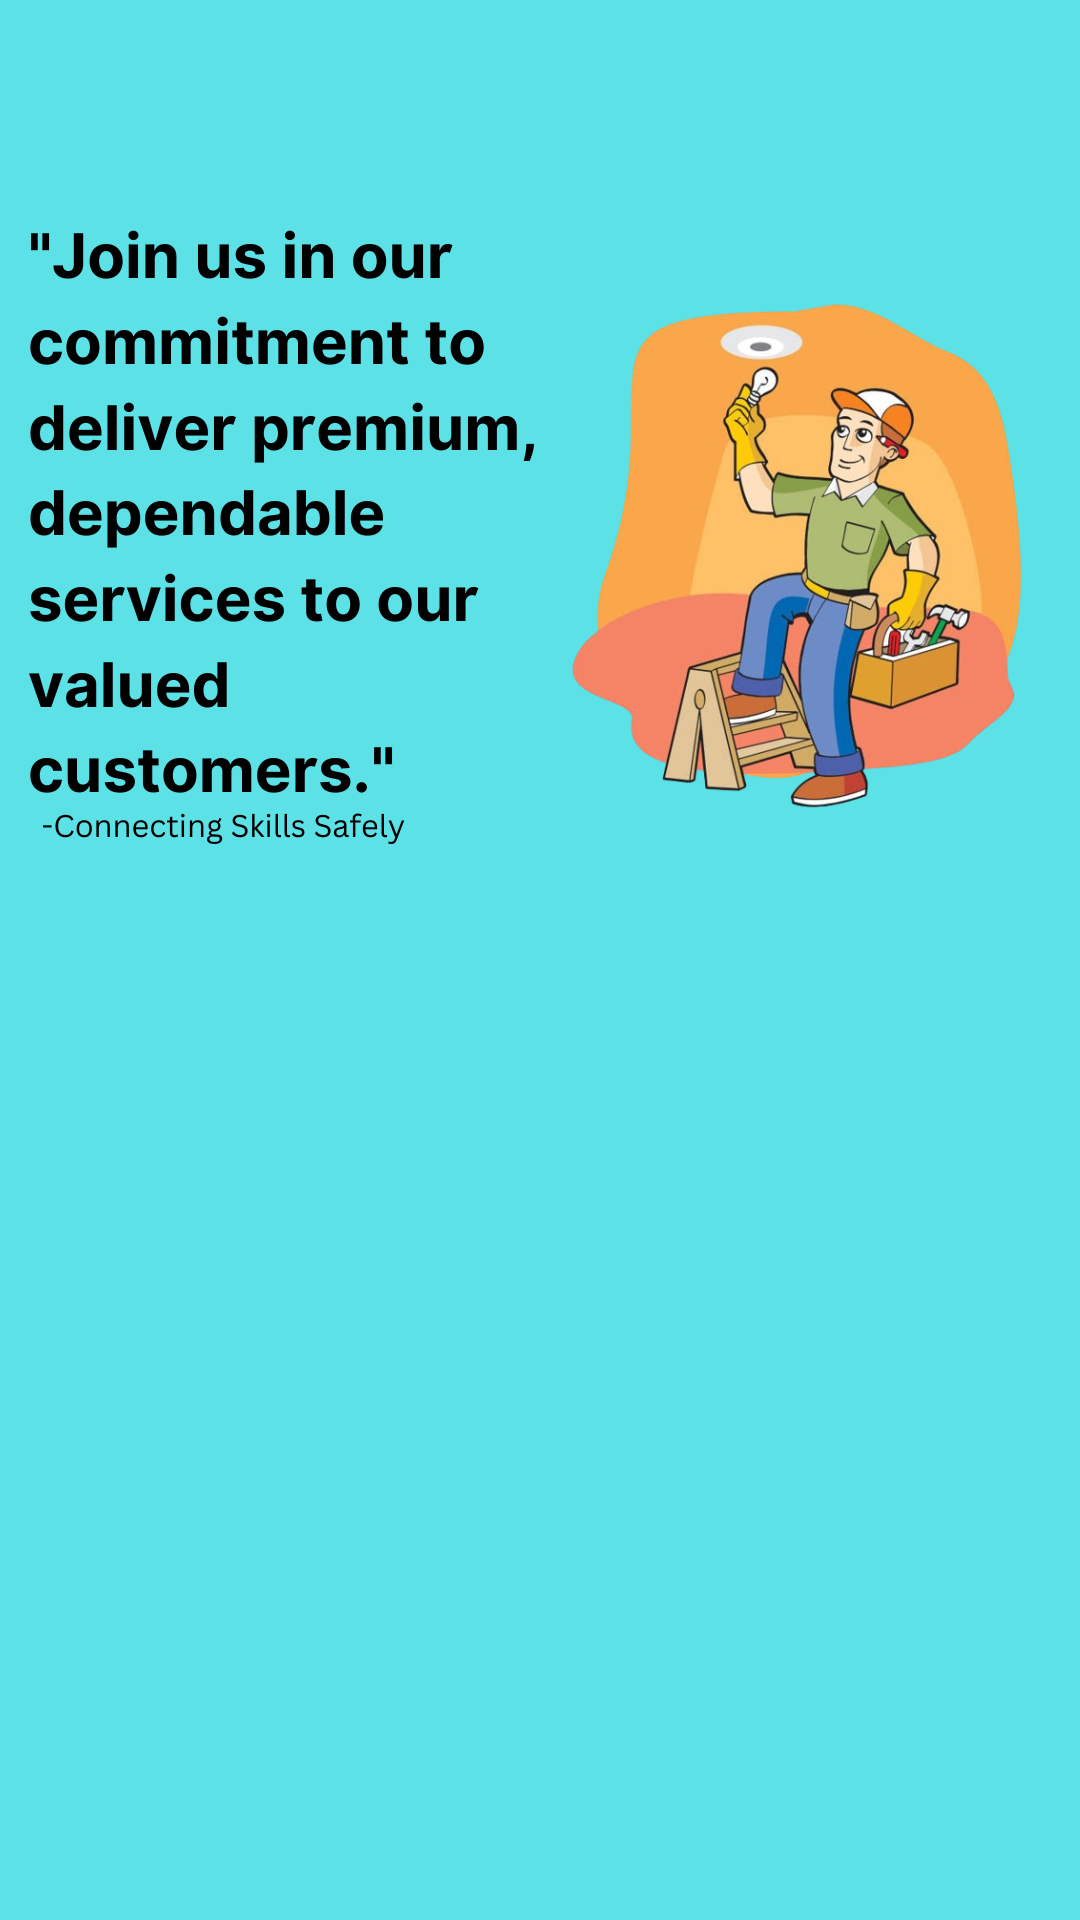 "Join us in our
commitment to
deliver premium,
dependable
services to our
valued
customers."
-Connecting Skills Safely